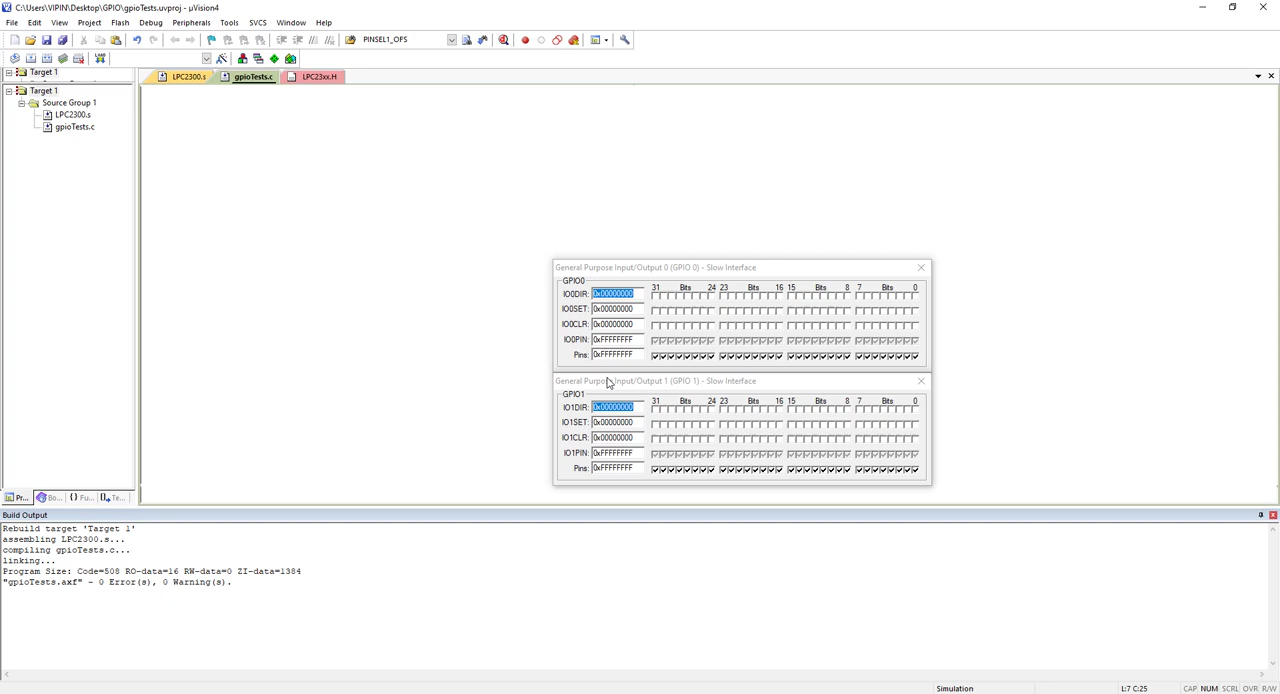 C:\Users\VIPIN\Desktop\GPIO\gpioTests.uvproj - µVision4
File Edit View Project Flash Debug Peripherals Tools SVCS Window Help
PINSEL1_OFS
Target 1
Target 1
Source Group 1
LPC2300.s
gpioTests.c
LPC2300.s gpioTests.c LPC23xx.H
General Purpose Input/Output 0 (GPIO 0) - Slow Interface
GPIO0
31 Bits 24 23 Bits 16 15 Bits 8 7 Bits 0
IO0DIR: 0x00000000
IO0SET: 0x00000000
IO0CLR: 0x00000000
IO0PIN: 0xFFFFFFFF
Pins: 0xFFFFFFFF
General Purpose Input/Output 1 (GPIO 1) - Slow Interface
GPIO1
31 Bits 24 23 Bits 16 15 Bits 8 7 Bits 0
IO1DIR: 0x00000000
IO1SET: 0x00000000
IO1CLR: 0x00000000
IO1PIN: 0xFFFFFFFF
Pins: 0xFFFFFFFF
Pr... Bo... {} Fu... Te...
Build Output
Rebuild target 'Target 1'
assembling LPC2300.s...
compiling gpioTests.c...
linking...
Program Size: Code=508 RO-data=16 RW-data=0 ZI-data=1384
"gpioTests.axf" - 0 Error(s), 0 Warning(s).
Simulation L:7 C:25 CAP NUM SCRL OVR R/W